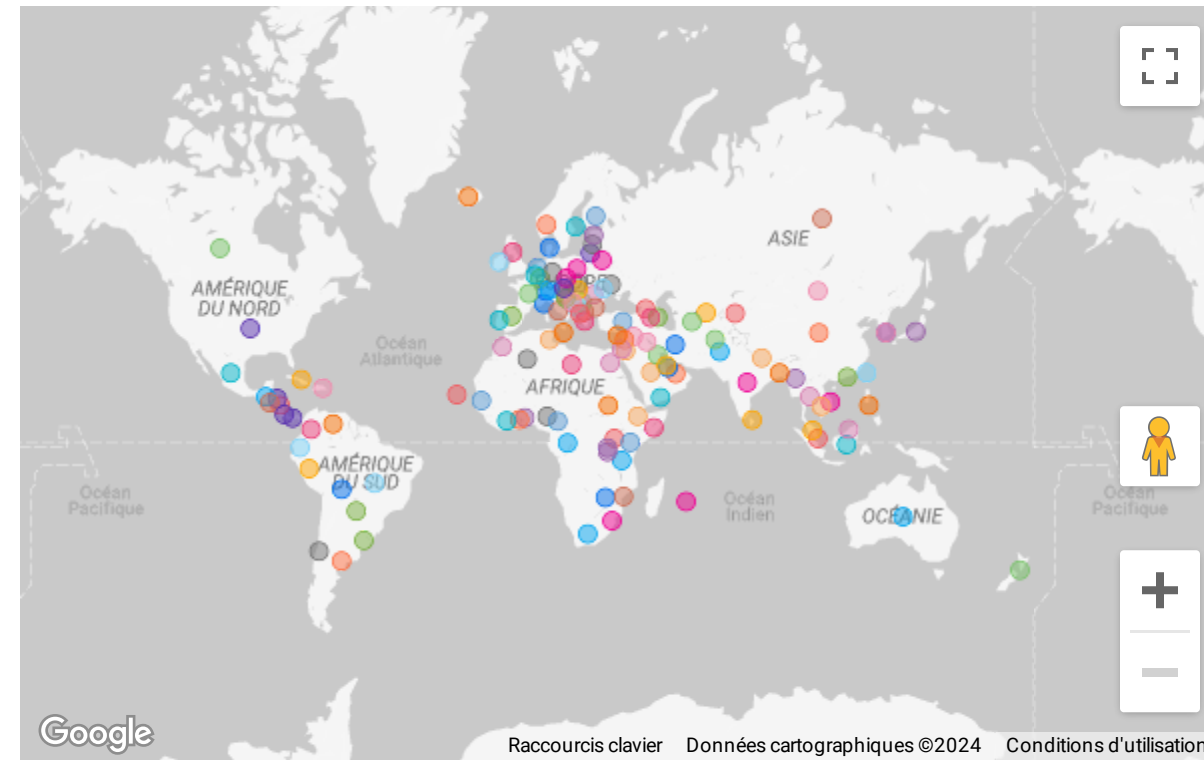 ASIE
AMÉRIQUE
DU NORD
Océan
Atlantique
AFRIQUE
AMÉRIQUE
DU SUD
Océan
Pacifique
Océan
Indien
OCÉANIE
Océan
Pacifique
Google
Raccourcis clavier
Données cartographiques ©2024
Conditions d'utilisation